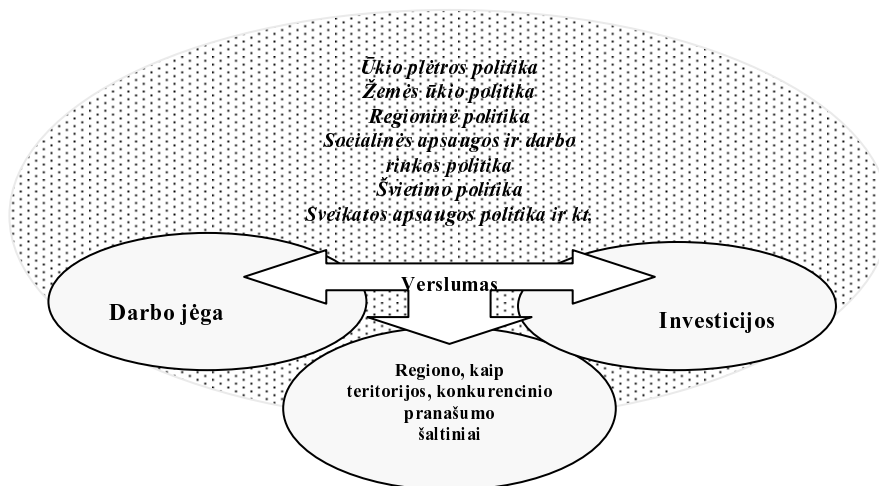 Ūkio plėtros politika
Žemės ūkio politika
Regioninė politika
Socialinės apsaugos ir darbo
rinkos politika
Švietimo politika
Sveikatos apsaugos politika ir kt.
Verslumas
Darbo jėga
Investicijos
Regiono, kaip
teritorijos, konkurencinio
pranašumo
šaltiniai